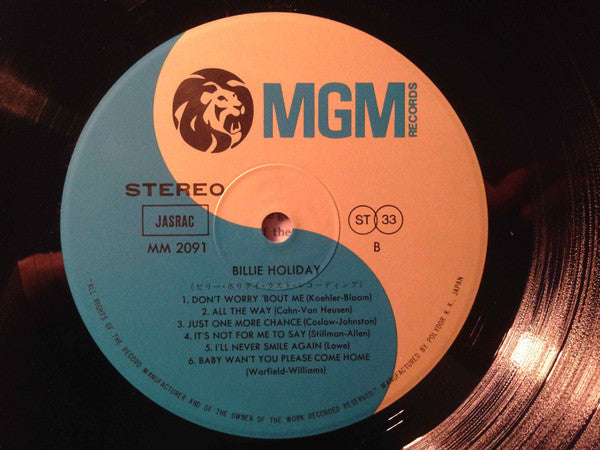 MGM
RECORDS
STEREO
JASRAC
MM 2091
ST 33
B
f the
BILLIE HOLIDAY
(ビリー・ホリデイ・ラスト・レコーディング)
1. DON'T WORRY 'BOUT ME (Koehler-Bloom)
2. ALL THE WAY (Cahn-Van Heusen)
3. JUST ONE MORE CHANCE (Coslow-Johnston)
4. IT'S NOT FOR ME TO SAY (Stillman-Allen)
5. I'LL NEVER SMILE AGAIN (Lowe)
6. BABY WAN'T YOU PLEASE COME HOME
(Warfield-Williams)
"ALL RIGHTS OF THE RECORD MANUFACTURER AND OF THE OWNER OF THE WORK RECORDED RESERVED." MANUFACTURED BY POLYDOR K. K., JAPAN